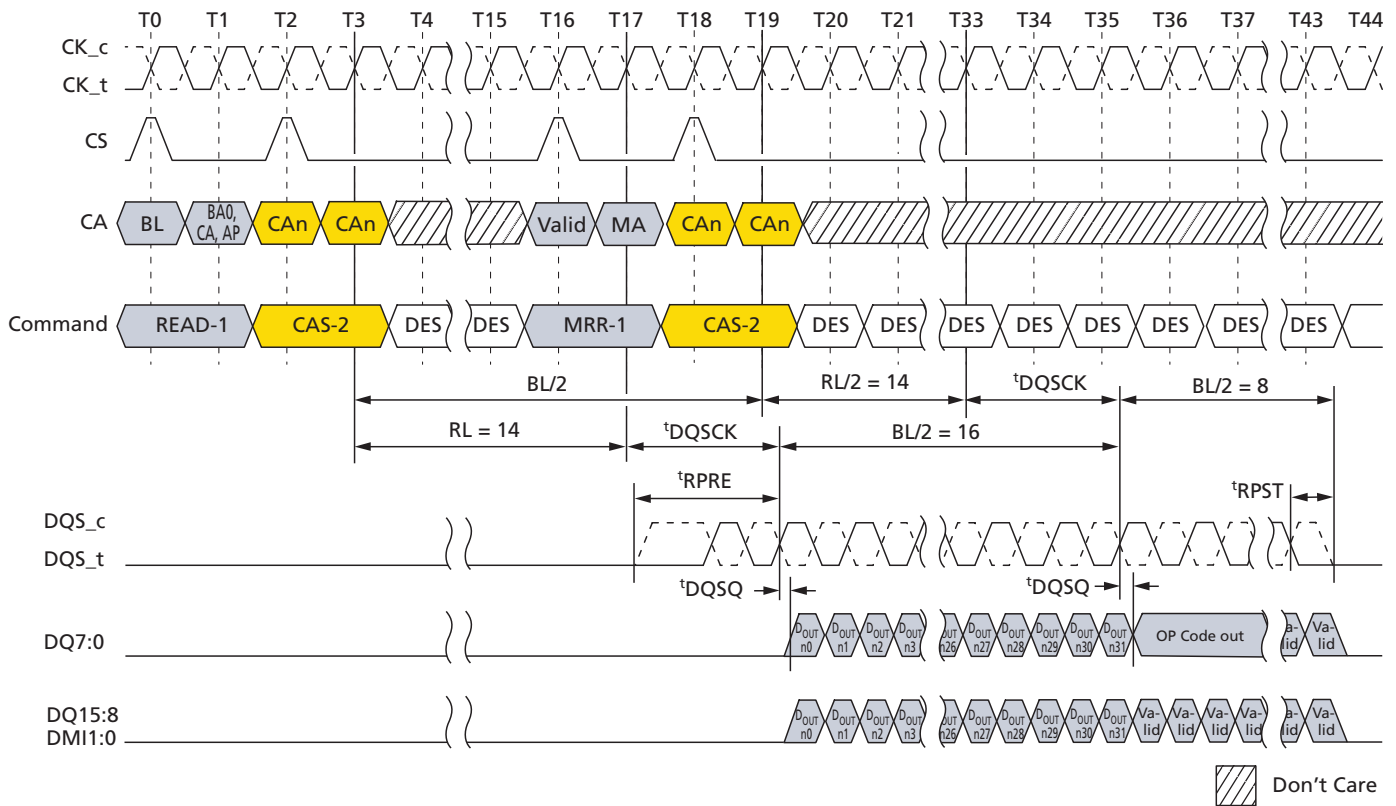 T0 T1 T2 T3 T4 T15 T16 T17 T18 T19 T20 T21 T33 T34 T35 T36 T37 T43 T44
CK_c
CK_t
CS
CA BL BA0, CA, AP CAn CAn Valid MA CAn CAn
Command READ-1 CAS-2 DES DES MRR-1 CAS-2 DES DES DES DES DES DES DES DES
BL/2 RL/2 = 14 tDQSCK BL/2 = 8
RL = 14 tDQSCK BL/2 = 16
tRPRE tRPST
DQS_c
DQS_t
tDQSQ tDQSQ
DQ7:0 DOUT n0 DOUT n1 DOUT n2 DOUT n3 DOUT n26 DOUT n27 DOUT n28 DOUT n29 DOUT n30 DOUT n31 OP Code out a-lid Va-lid
DQ15:8 DOUT n0 DOUT n1 DOUT n2 DOUT n3 OUT n26 DOUT n27 DOUT n28 DOUT n29 DOUT n30 DOUT n31 Va-lid Va-lid Va-lid Va-lid a-lid Va-lid
DMI1:0
Don't Care